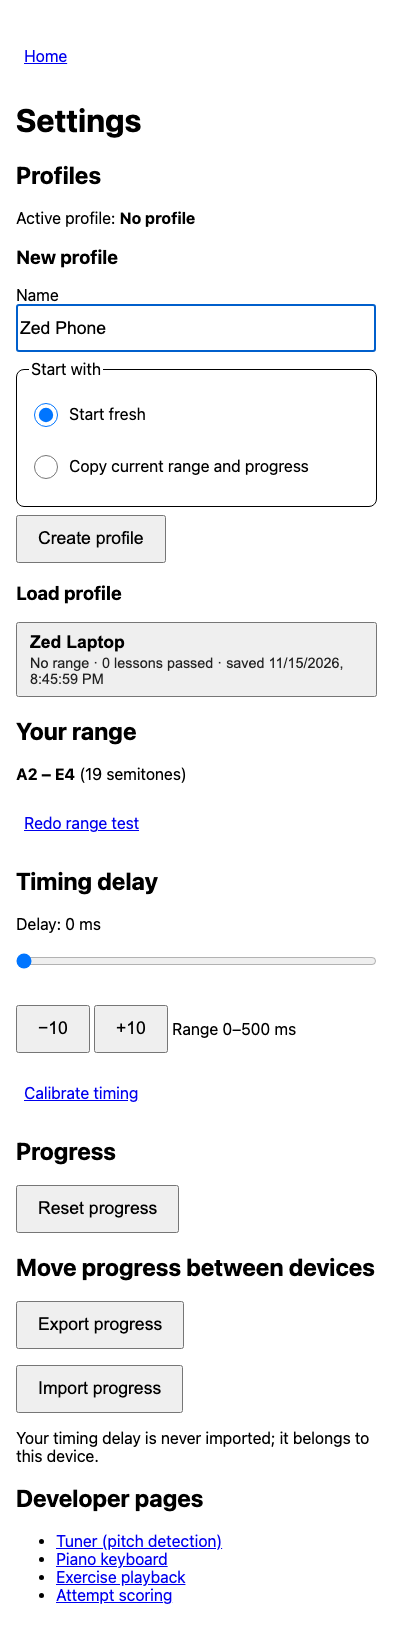 Home
Settings
Profiles
Active profile: No profile
New profile
Name
Zed Phone
Start with
Start fresh
Copy current range and progress
Create profile
Load profile
Zed Laptop
No range · 0 lessons passed · saved 11/15/2026,
8:45:59 PM
Your range
A2 – E4 (19 semitones)
Redo range test
Timing delay
Delay: 0 ms
−10 +10 Range 0–500 ms
Calibrate timing
Progress
Reset progress
Move progress between devices
Export progress
Import progress
Your timing delay is never imported; it belongs to
this device.
Developer pages
• Tuner (pitch detection)
• Piano keyboard
• Exercise playback
• Attempt scoring